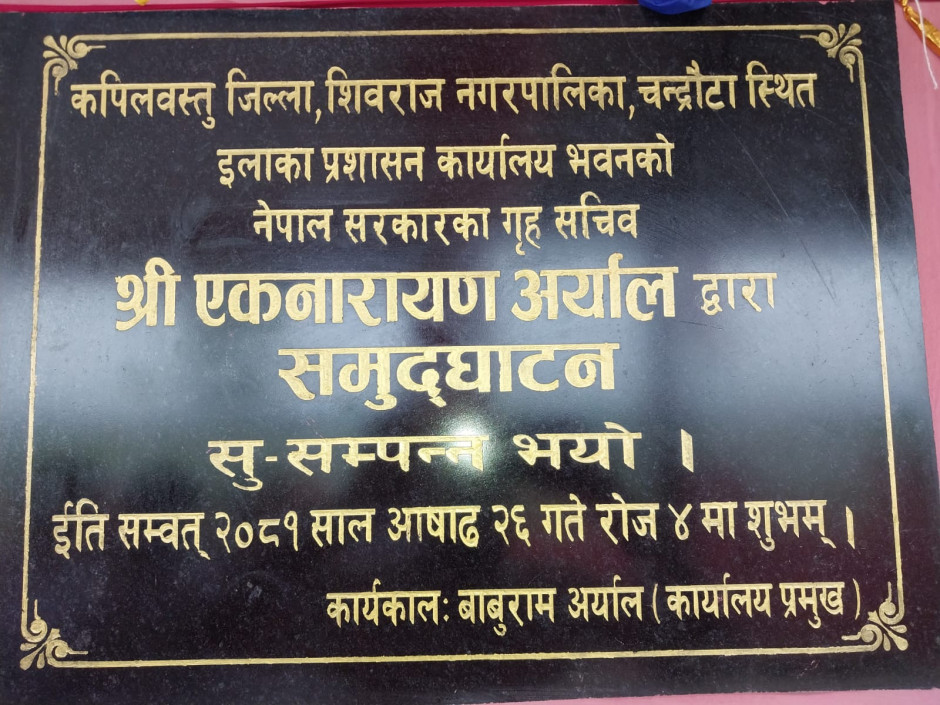 कपिलवस्तु जिल्ला,शिवराज नगरपालिका,चन्द्रौटा स्थित
इलाका प्रशासन कार्यालय भवनको
नेपाल सरकारका गृह सचिव
श्री एकनारायण अर्याल द्वारा
समुद्घाटन
सु-सम्पन्न भयो ।
ईति सम्वत् २०८१ साल आषाढ २६ गते रोज ४ मा शुभम् ।
कार्यकालः बाबुराम अर्याल ( कार्यालय प्रमुख )